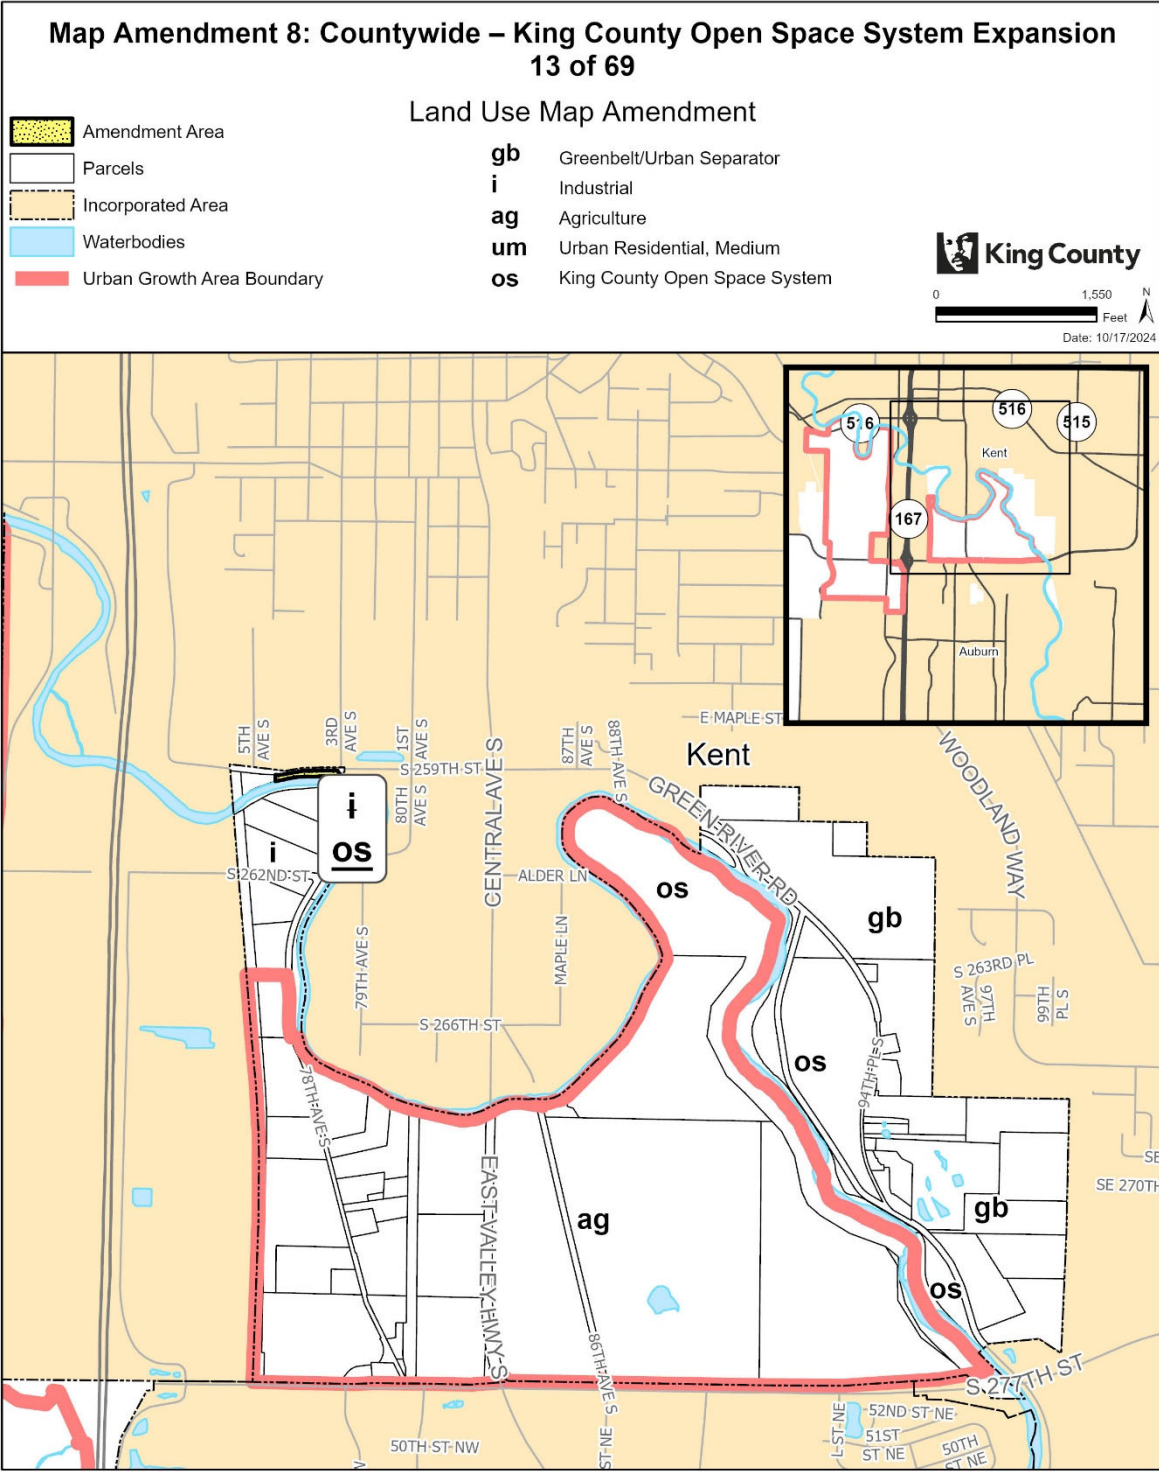 Map Amendment 8: Countywide – King County Open Space System Expansion
13 of 69
Land Use Map Amendment
Amendment Area
Parcels
Incorporated Area
Waterbodies
Urban Growth Area Boundary
gb Greenbelt/Urban Separator
i Industrial
ag Agriculture
um Urban Residential, Medium
os King County Open Space System
King County
0 1,550
Feet
N
Date: 10/17/2024
516
516
515
Kent
167
Auburn
E MAPLE ST
5TH
AVE S
3RD
AVE S
1ST
AVE S
87TH
AVE S
88TH AVE S
Kent
S 259TH ST
80TH
AVE S
CENTRAL AVE S
GREEN RIVER RD
WOODLAND WAY
i
os
i
S 262ND ST
ALDER LN
os
gb
79TH AVE S
MAPLE LN
S 263RD PL
97TH
AVE S
99TH
PL S
S 266TH ST
os
94TH PL S
78TH AVE S
SE
SE 270TH
EAST VALLEY HWY S
ag
gb
os
86TH AVE S
S 277TH ST
52ND ST NE
L ST NE
51ST
ST NE
50TH
ST NE
50TH ST NW
ST NE